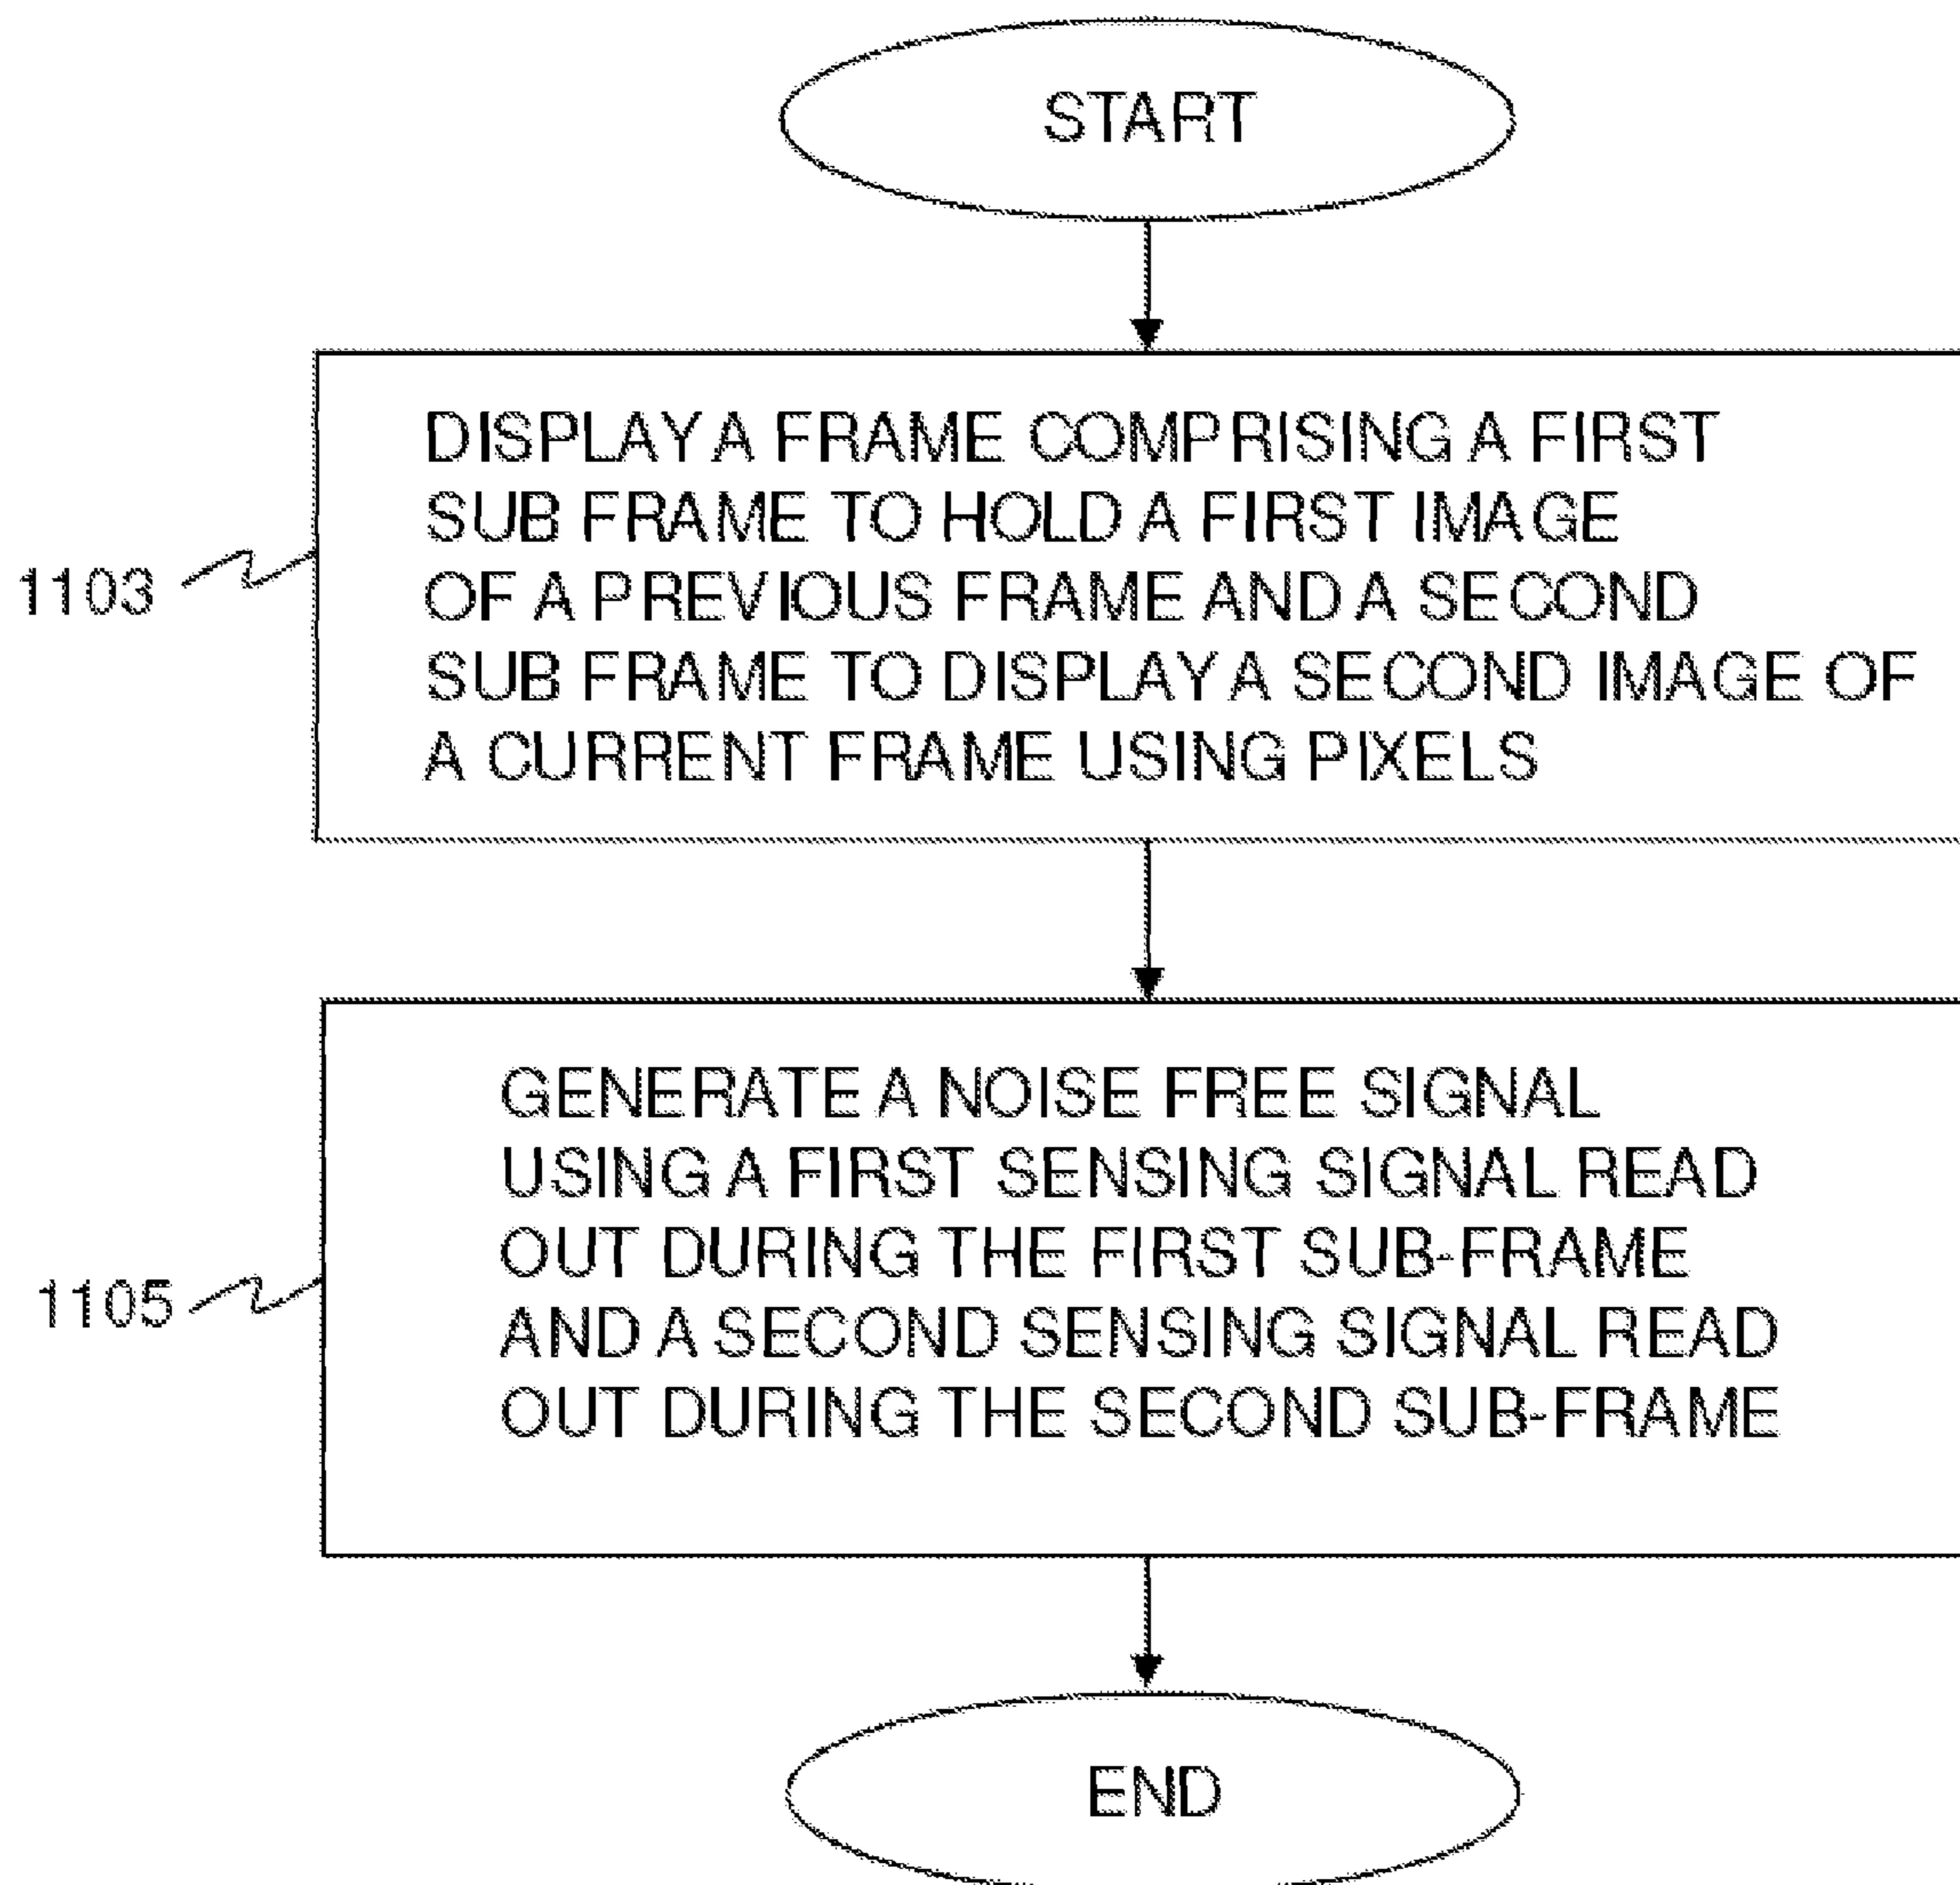 START
DISPLAY A FRAME COMPRISING A FIRST
SUB FRAME TO HOLD A FIRST IMAGE
OF A PREVIOUS FRAME AND A SECOND
SUB FRAME TO DISPLAY A SECOND IMAGE OF
A CURRENT FRAME USING PIXELS
1103
GENERATE A NOISE FREE SIGNAL
USING A FIRST SENSING SIGNAL READ
OUT DURING THE FIRST SUB-FRAME
AND A SECOND SENSING SIGNAL READ
OUT DURING THE SECOND SUB-FRAME
1105
END